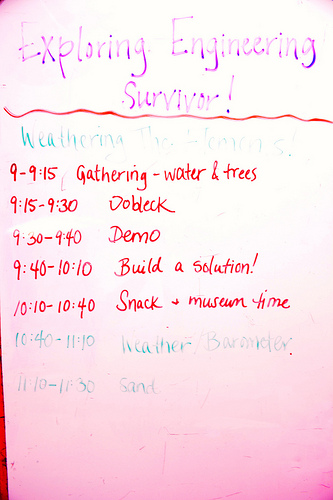 Exploring Engineering
Survivor!
Weathering The Elements!
9-9:15 Gathering - water & trees
9:15-9:30 Oobleck
9:30-9:40 Demo
9:40-10:10 Build a solution!
10:10-10:40 Snack + museum time
10:40-11:10 Weather/Barometer
11:10-11:30 Sand